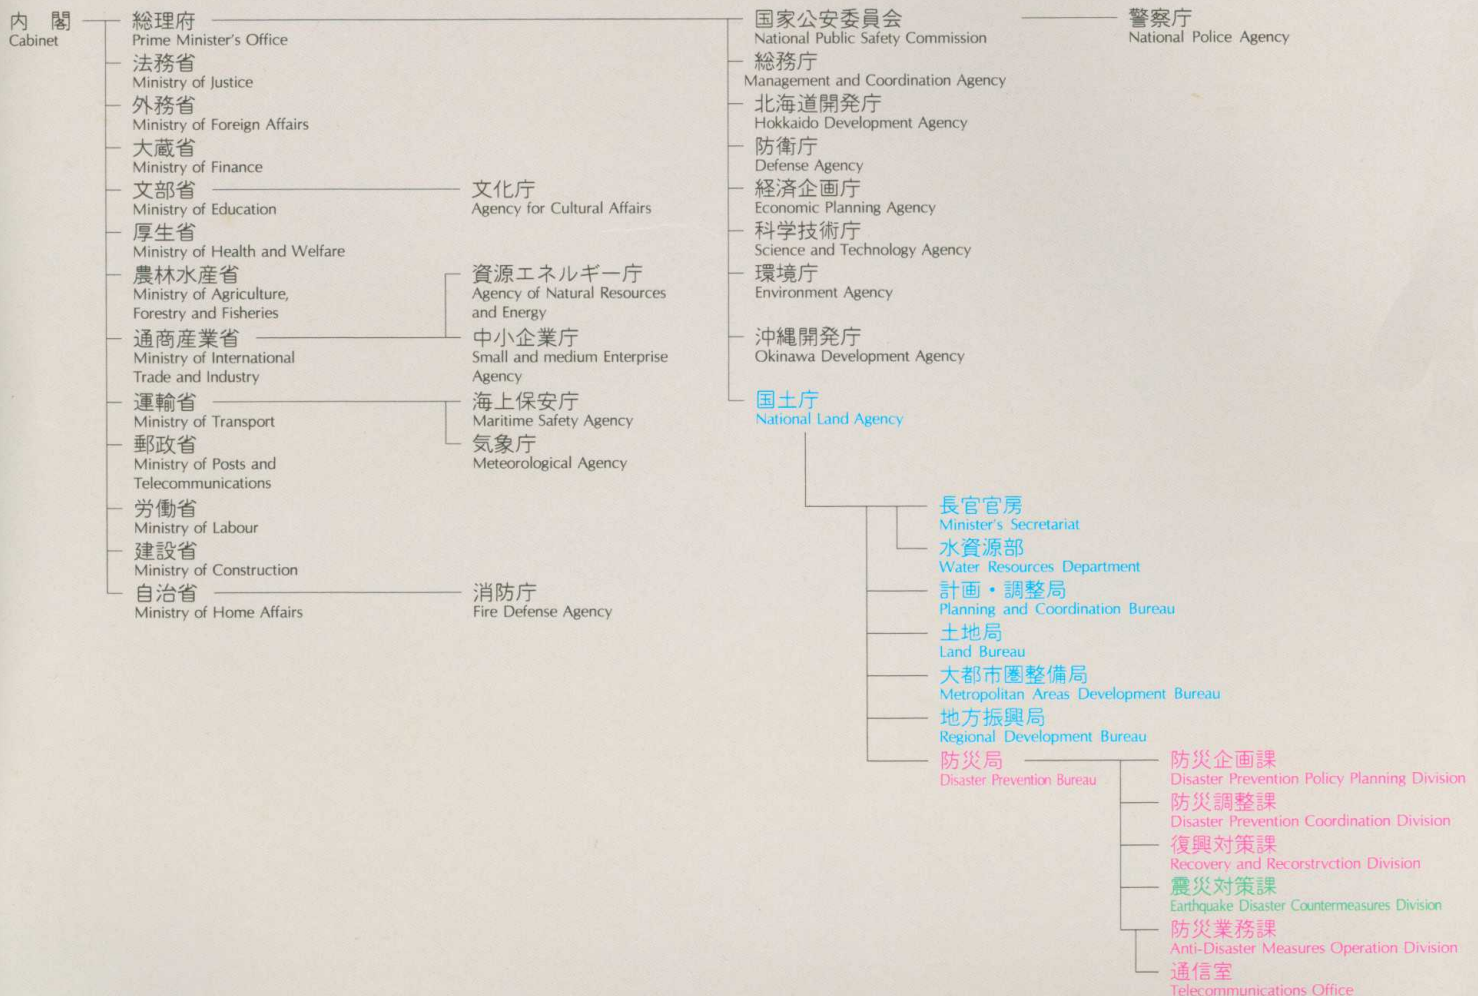 内 閣
Cabinet
総理府
Prime Minister's Office
法務省
Ministry of Justice
外務省
Ministry of Foreign Affairs
大蔵省
Ministry of Finance
文部省
Ministry of Education
文化庁
Agency for Cultural Affairs
厚生省
Ministry of Health and Welfare
農林水産省
Ministry of Agriculture,
Forestry and Fisheries
通商産業省
Ministry of International
Trade and Industry
資源エネルギー庁
Agency of Natural Resources
and Energy
中小企業庁
Small and medium Enterprise
Agency
運輸省
Ministry of Transport
海上保安庁
Maritime Safety Agency
気象庁
Meteorological Agency
郵政省
Ministry of Posts and
Telecommunications
労働省
Ministry of Labour
建設省
Ministry of Construction
自治省
Ministry of Home Affairs
消防庁
Fire Defense Agency
国家公安委員会
National Public Safety Commission
警察庁
National Police Agency
総務庁
Management and Coordination Agency
北海道開発庁
Hokkaido Development Agency
防衛庁
Defense Agency
経済企画庁
Economic Planning Agency
科学技術庁
Science and Technology Agency
環境庁
Environment Agency
沖縄開発庁
Okinawa Development Agency
国土庁
National Land Agency
長官官房
Minister's Secretariat
水資源部
Water Resources Department
計画・調整局
Planning and Coordination Bureau
土地局
Land Bureau
大都市圏整備局
Metropolitan Areas Development Bureau
地方振興局
Regional Development Bureau
防災局
Disaster Prevention Bureau
防災企画課
Disaster Prevention Policy Planning Division
防災調整課
Disaster Prevention Coordination Division
復興対策課
Recovery and Recorstrvction Division
震災対策課
Earthquake Disaster Countermeasures Division
防災業務課
Anti-Disaster Measures Operation Division
通信室
Telecommunications Office